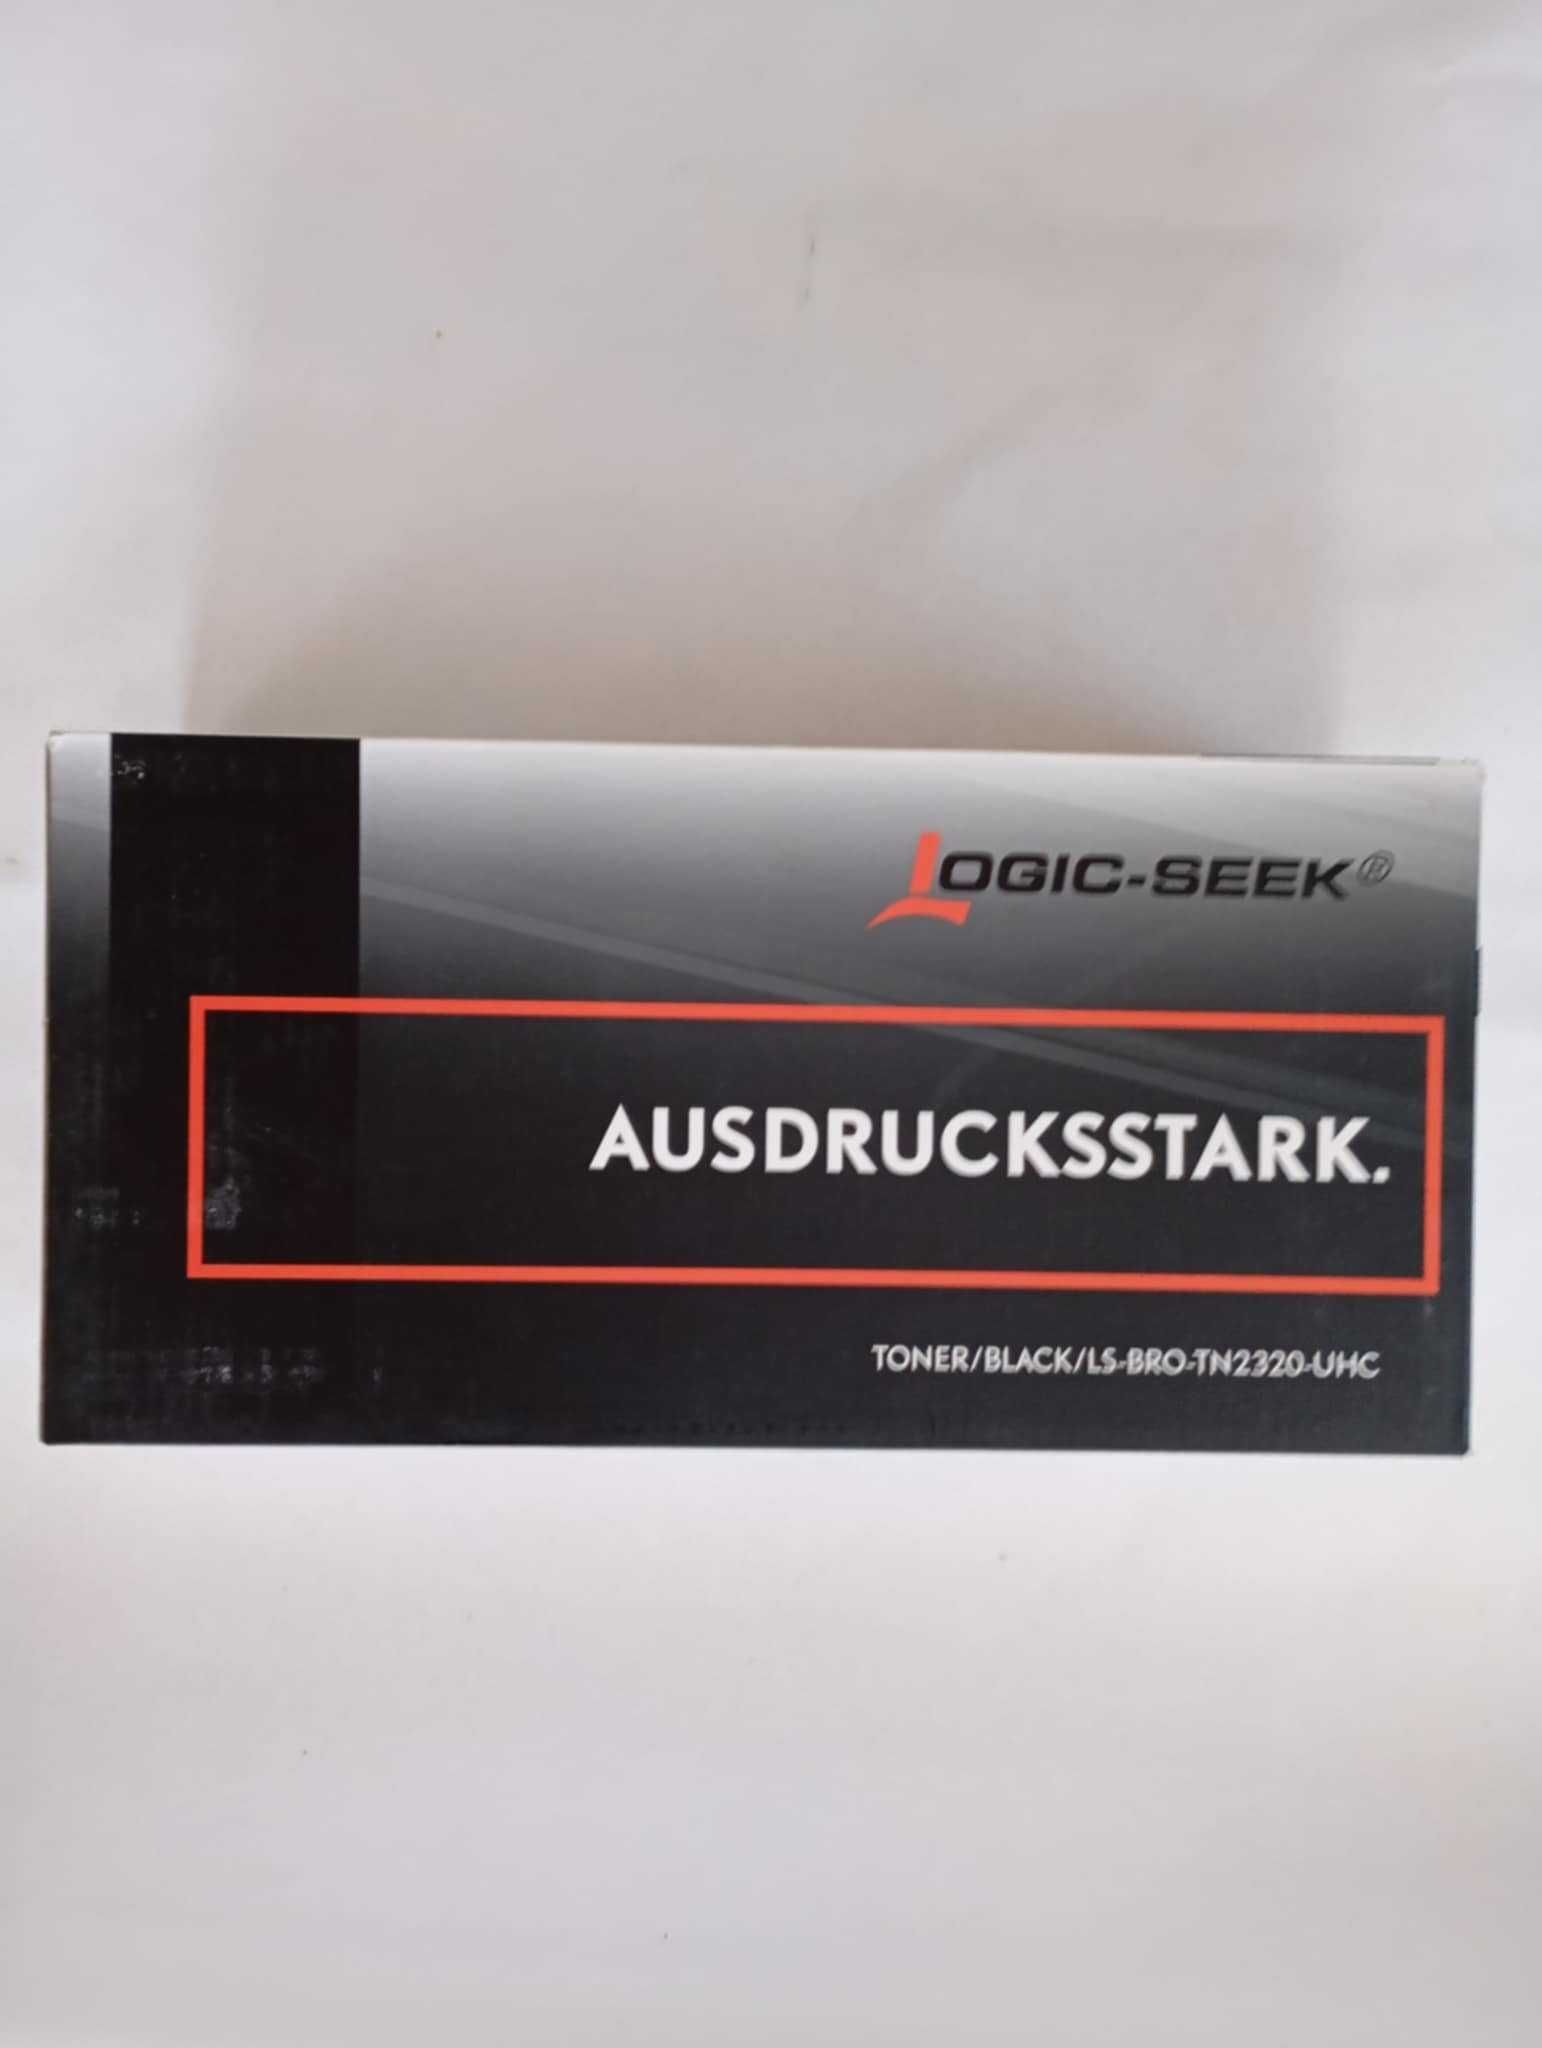 LOGIC-SEEK®
AUSDRUCKSSTARK.
TONER/BLACK/LS-BRO-TN2320-UHC